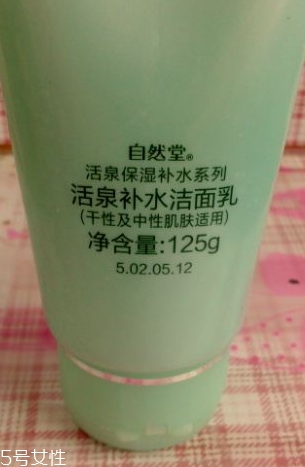 自然堂®
活泉保湿补水系列
活泉补水洁面乳
(干性及中性肌肤适用)
净含量:125g
5.02.05.12
5号女性